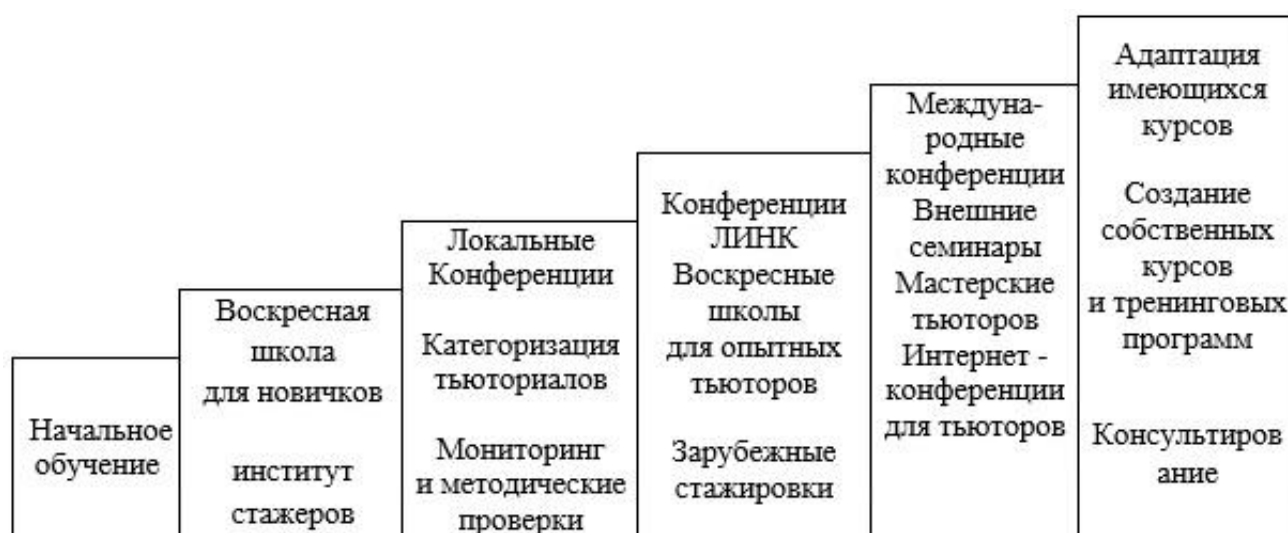 Начальное
обучение
Воскресная
школа
для новичков
институт
стажеров
Локальные
Конференции
Категоризация
тьюториалов
Мониторинг
и методические
проверки
Конференции
ЛИНК
Воскресные
школы
для опытных
тьюторов
Зарубежные
стажировки
Междуна-
родные
конференции
Внешние
семинары
Мастерские
тьюторов
Интернет -
конференции
для тьюторов
Адаптация
имеющихся
курсов
Создание
собственных
курсов
и тренинговых
программ
Консультиров
ание